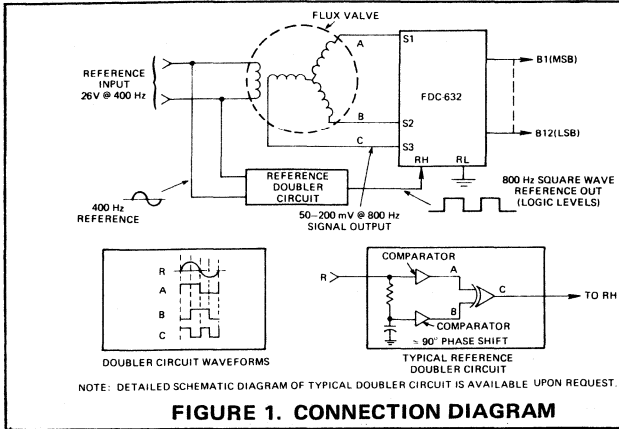 FLUX VALVE
REFERENCE
INPUT
26V @ 400 Hz
A
B
C
S1
S2
S3
FDC-632
RH
RL
B1(MSB)
B12(LSB)
REFERENCE
DOUBLER
CIRCUIT
400 Hz
REFERENCE
50–200 mV @ 800 Hz
SIGNAL OUTPUT
800 Hz SQUARE WAVE
REFERENCE OUT
(LOGIC LEVELS)
R
A
B
C
DOUBLER CIRCUIT WAVEFORMS
COMPARATOR
R
A
B
C
TO RH
COMPARATOR
≈ 90° PHASE SHIFT
TYPICAL REFERENCE
DOUBLER CIRCUIT
NOTE: DETAILED SCHEMATIC DIAGRAM OF TYPICAL DOUBLER CIRCUIT IS AVAILABLE UPON REQUEST.
FIGURE 1. CONNECTION DIAGRAM